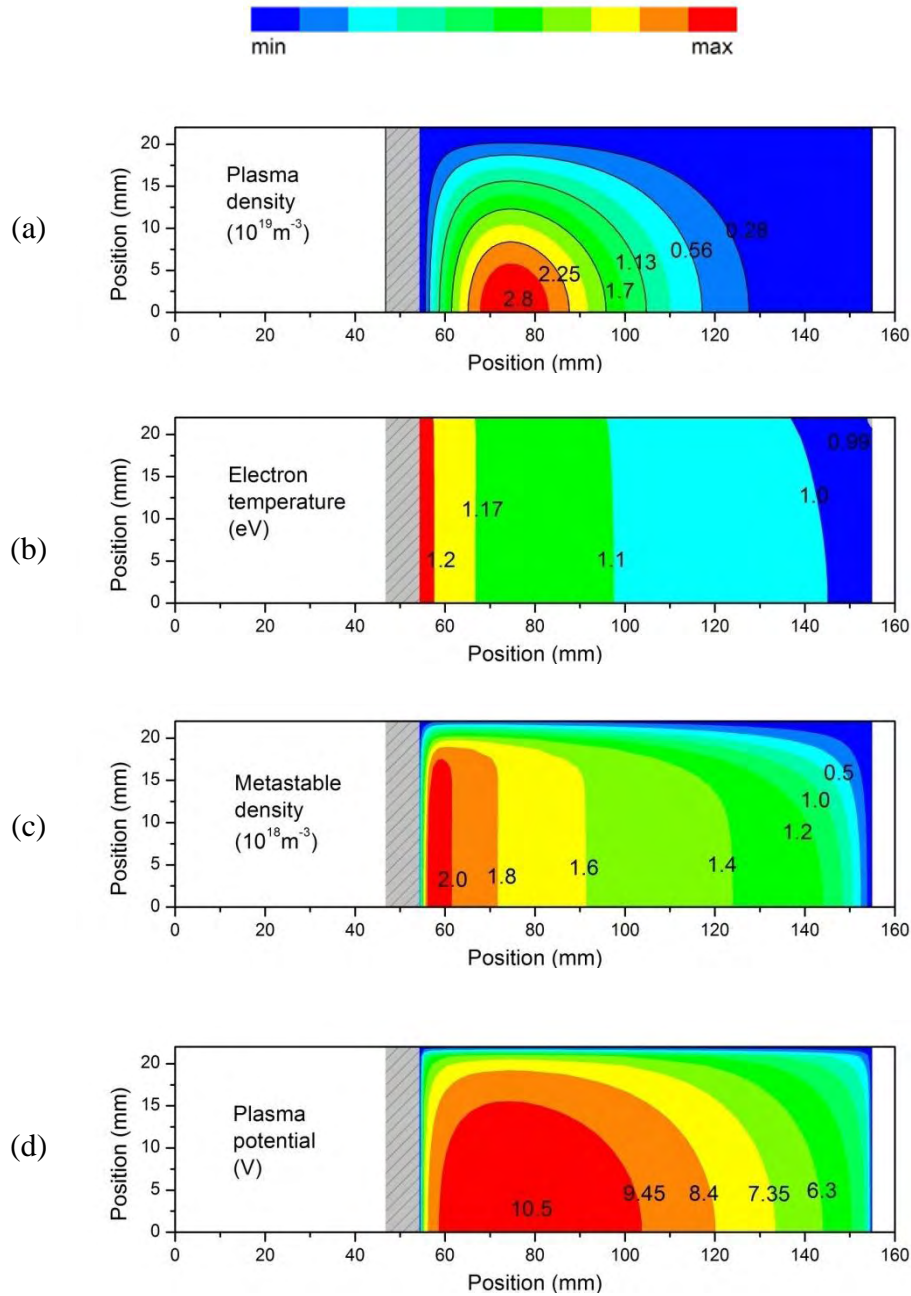 min max
(a)
Plasma
density
(10¹⁹m⁻³)
Position (mm)
20
15
10
5
0
0.28
0.56
1.13
2.25
1.7
2.8
0 20 40 60 80 100 120 140 160
Position (mm)
(b)
Electron
temperature
(eV)
Position (mm)
20
15
10
5
0
0.99
1.0
1.17
1.2 1.1
0 20 40 60 80 100 120 140 160
Position (mm)
(c)
Metastable
density
(10¹⁸m⁻³)
Position (mm)
20
15
10
5
0
0.5
1.0
1.2
2.0 1.8 1.6 1.4
0 20 40 60 80 100 120 140 160
Position (mm)
(d)
Plasma
potential
(V)
Position (mm)
20
15
10
5
0
10.5 9.45 8.4 7.35 6.3
0 20 40 60 80 100 120 140 160
Position (mm)